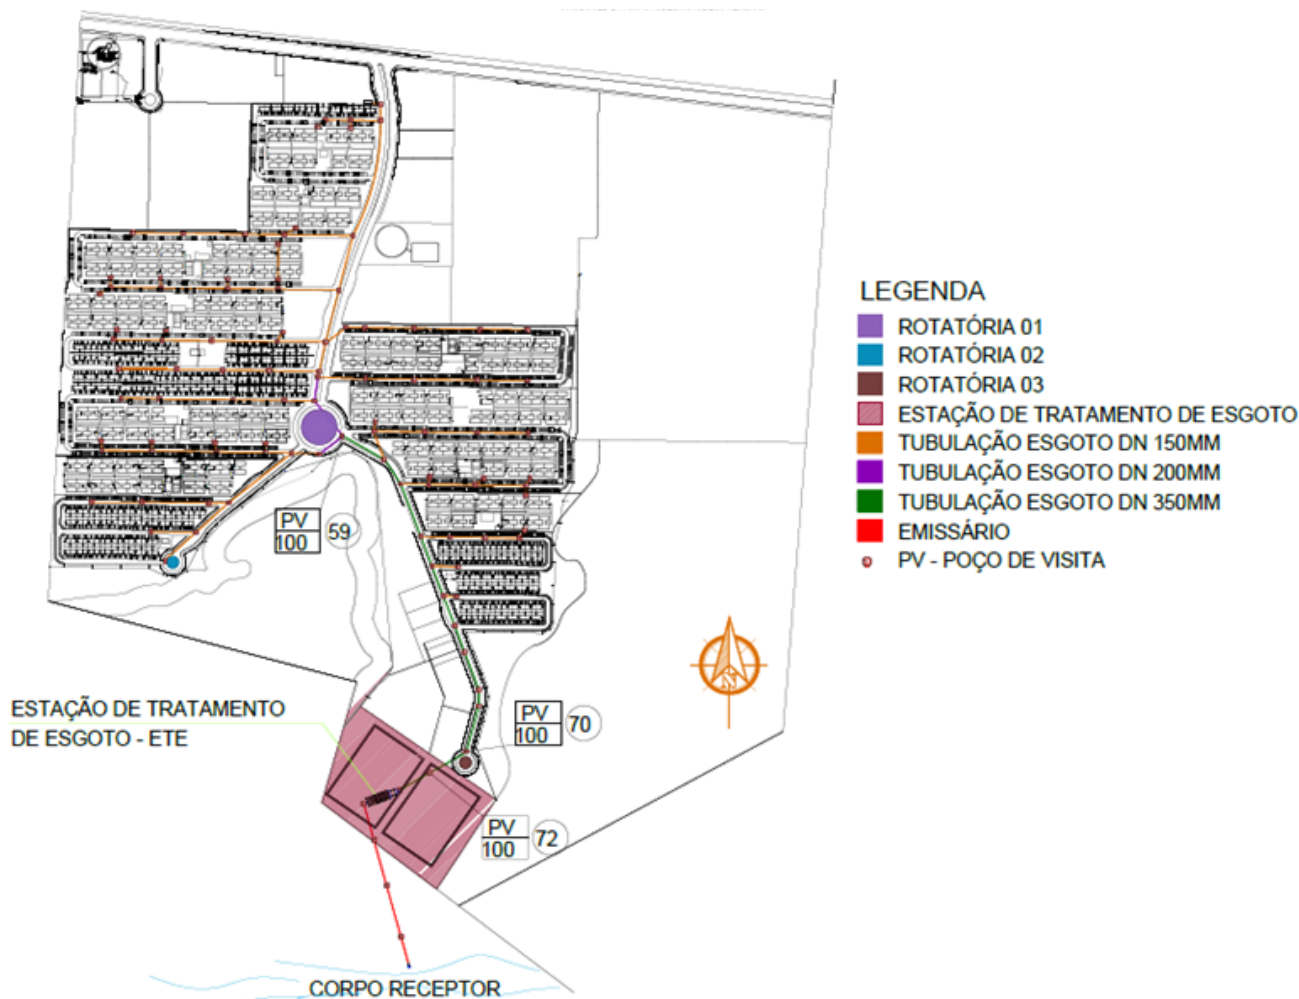 LEGENDA
ROTATÓRIA 01
ROTATÓRIA 02
ROTATÓRIA 03
ESTAÇÃO DE TRATAMENTO DE ESGOTO
TUBULAÇÃO ESGOTO DN 150MM
TUBULAÇÃO ESGOTO DN 200MM
TUBULAÇÃO ESGOTO DN 350MM
EMISSÁRIO
PV - POÇO DE VISITA
PV
100
59
ESTAÇÃO DE TRATAMENTO
DE ESGOTO - ETE
PV
100
70
PV
100
72
N
CORPO RECEPTOR